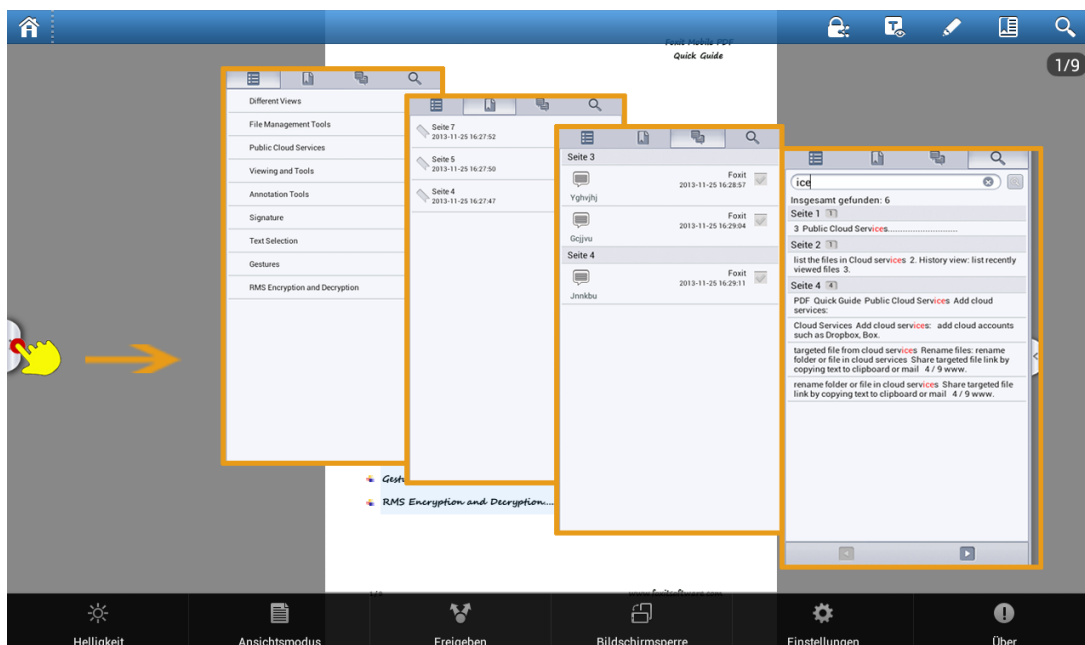 Foxit Mobile PDF
Quick Guide
1/9
Different Views
File Management Tools
Public Cloud Services
Viewing and Tools
Annotation Tools
Signature
Text Selection
Gestures
RMS Encryption and Decryption
Seite 7
2013-11-25 16:27:52
Seite 5
2013-11-25 16:27:50
Seite 4
2013-11-25 16:27:47
Seite 3
Foxit
2013-11-25 16:28:57
Yghvjhj
Foxit
2013-11-25 16:29:04
Gcjjvu
Seite 4
Foxit
2013-11-25 16:29:11
Jnnkbu
ice
Insgesamt gefunden: 6
Seite 1 1
3 Public Cloud Services............................
Seite 2 1
list the files in Cloud services 2. History view: list recently
viewed files 3.
Seite 4 4
PDF Quick Guide Public Cloud Services Add cloud
services:
Cloud Services Add cloud services: add cloud accounts
such as Dropbox, Box.
targeted file from cloud services Rename files: rename
folder or file in cloud services Share targeted file link by
copying text to clipboard or mail 4 / 9 www.
rename folder or file in cloud services Share targeted file
link by copying text to clipboard or mail 4 / 9 www.
Gestu
RMS Encryption and Decryption....
www.foxitsoftware.com
Helligkeit
Ansichtsmodus
Freigeben
Bildschirmsperre
Einstellungen
Über